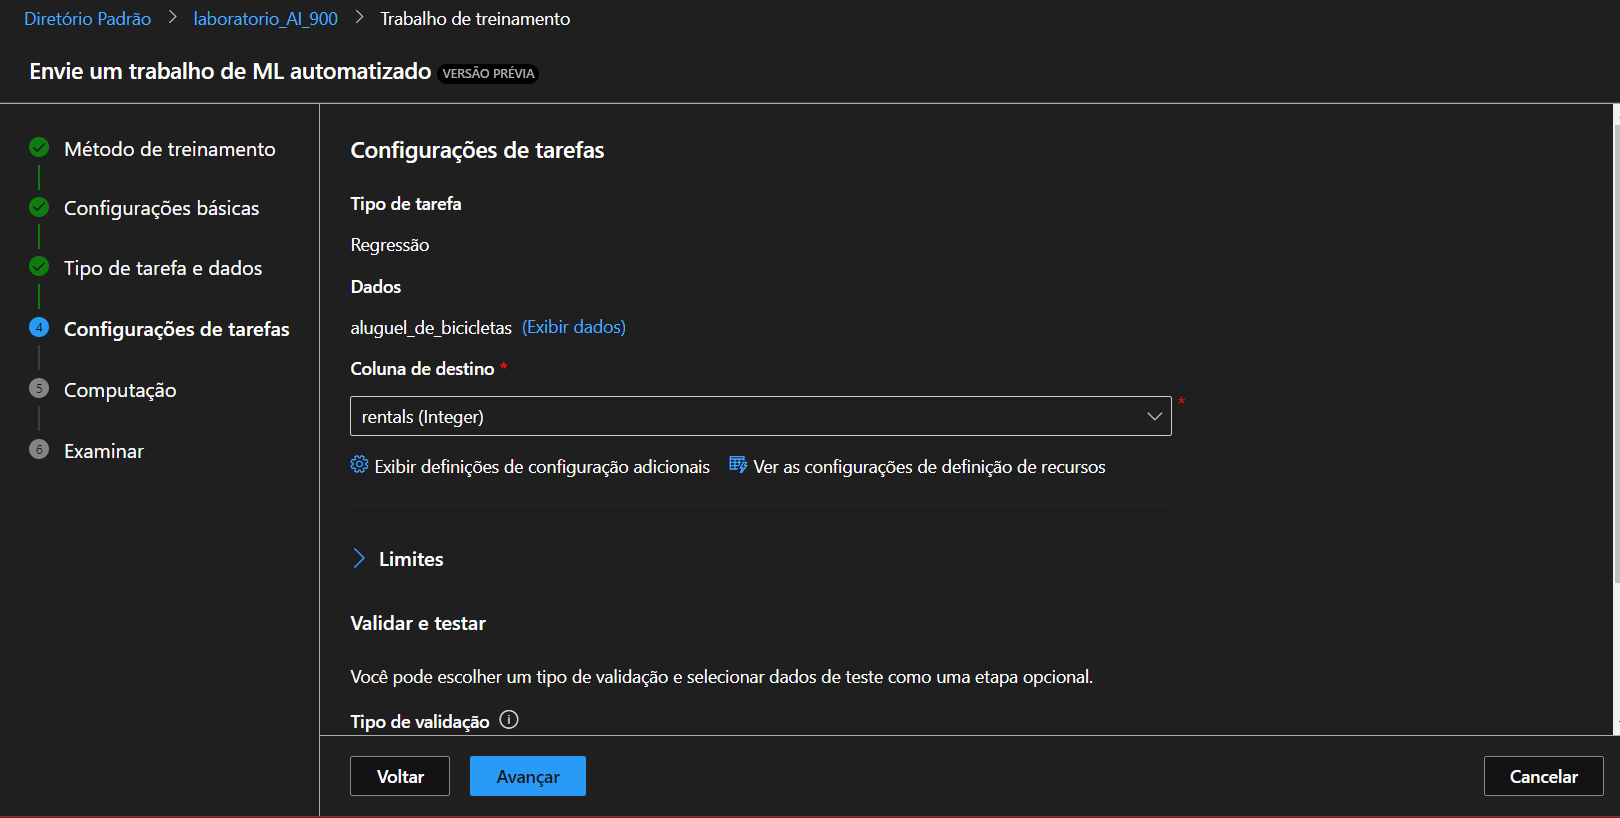 Diretório Padrão > laboratorio_AI_900 > Trabalho de treinamento
Envie um trabalho de ML automatizado VERSÃO PRÉVIA
Método de treinamento
Configurações básicas
Tipo de tarefa e dados
4 Configurações de tarefas
5 Computação
6 Examinar
Configurações de tarefas
Tipo de tarefa
Regressão
Dados
aluguel_de_bicicletas (Exibir dados)
Coluna de destino *
rentals (Integer) *
Exibir definições de configuração adicionais Ver as configurações de definição de recursos
Limites
Validar e testar
Você pode escolher um tipo de validação e selecionar dados de teste como uma etapa opcional.
Tipo de validação
Voltar Avançar Cancelar